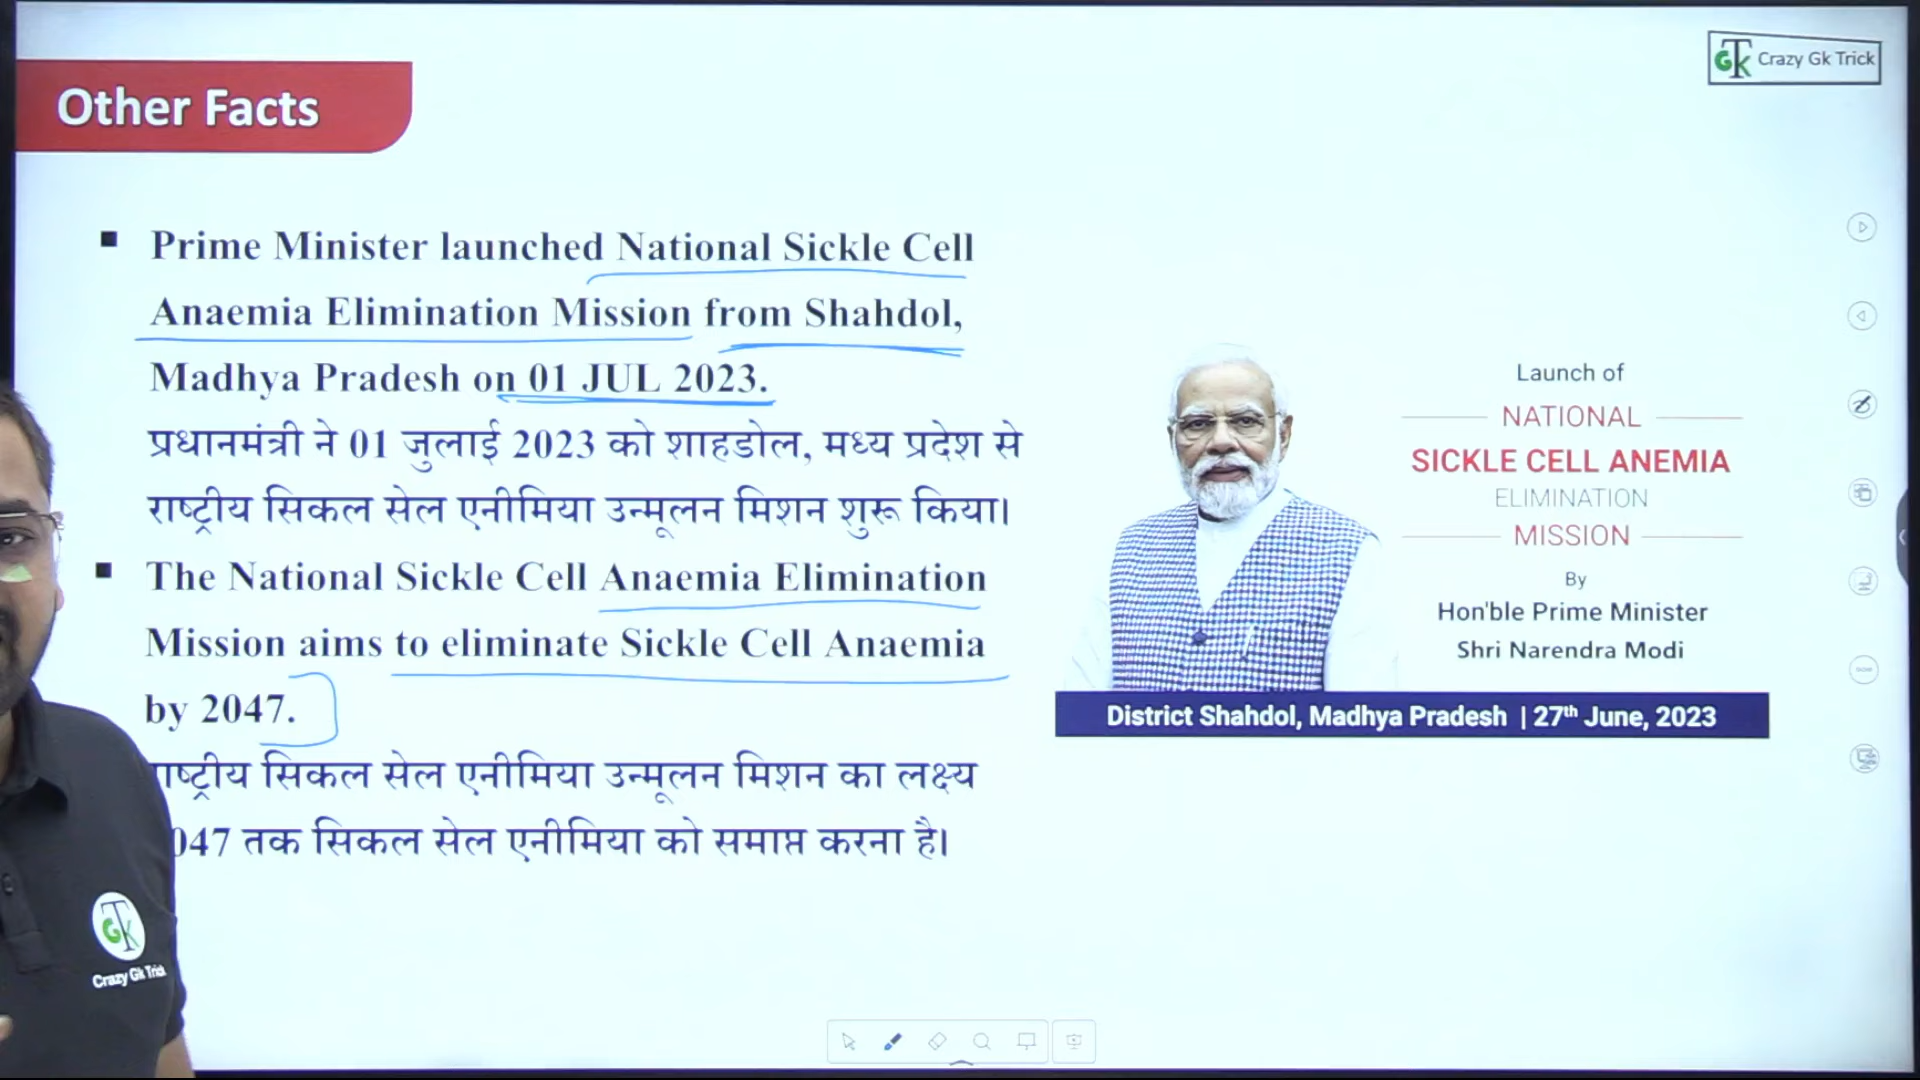 Other Facts
GTK Crazy Gk Trick
Prime Minister launched National Sickle Cell
Anaemia Elimination Mission from Shahdol,
Madhya Pradesh on 01 JUL 2023.
प्रधानमंत्री ने 01 जुलाई 2023 को शाहडोल, मध्य प्रदेश से
राष्ट्रीय सिकल सेल एनीमिया उन्मूलन मिशन शुरू किया।
The National Sickle Cell Anaemia Elimination
Mission aims to eliminate Sickle Cell Anaemia
by 2047.
राष्ट्रीय सिकल सेल एनीमिया उन्मूलन मिशन का लक्ष्य
047 तक सिकल सेल एनीमिया को समाप्त करना है।
Launch of
NATIONAL
SICKLE CELL ANEMIA
ELIMINATION
MISSION
By
Hon'ble Prime Minister
Shri Narendra Modi
District Shahdol, Madhya Pradesh | 27th June, 2023
GTK
Crazy Gk Trick